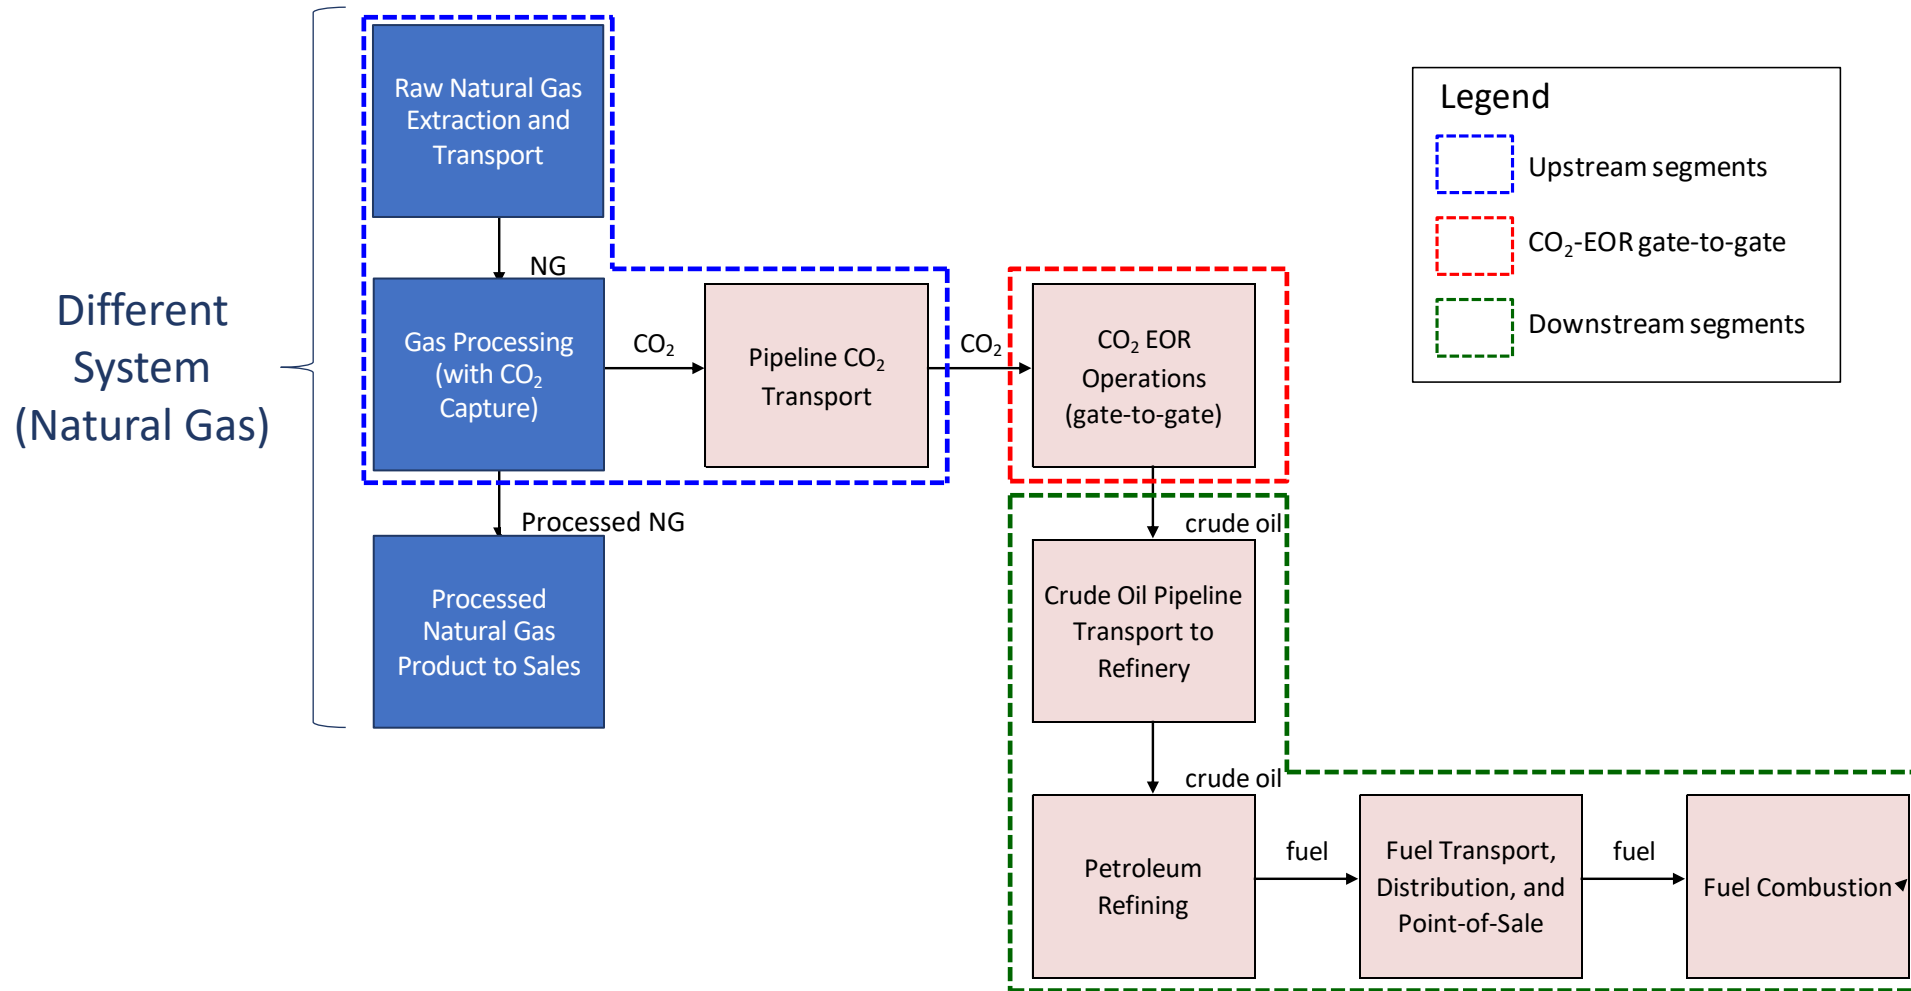 Different
System
(Natural Gas)
Raw Natural Gas
Extraction and
Transport
NG
Gas Processing
(with CO₂
Capture)
CO₂
Pipeline CO₂
Transport
CO₂
CO₂ EOR
Operations
(gate-to-gate)
Processed NG
Processed
Natural Gas
Product to Sales
crude oil
Crude Oil Pipeline
Transport to
Refinery
crude oil
Petroleum
Refining
fuel
Fuel Transport,
Distribution, and
Point-of-Sale
fuel
Fuel Combustion
Legend
Upstream segments
CO₂-EOR gate-to-gate
Downstream segments